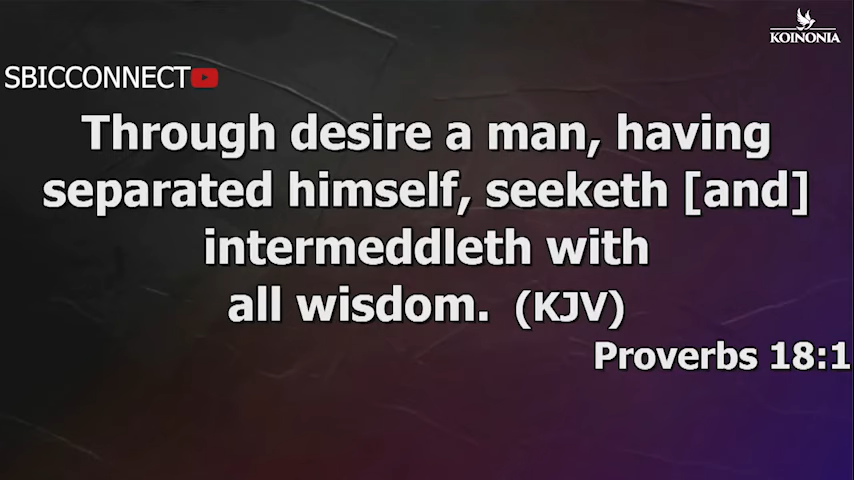 KOINONIA
SBICCONNECT
Through desire a man, having
separated himself, seeketh [and]
intermeddleth with
all wisdom. (KJV)
Proverbs 18:1